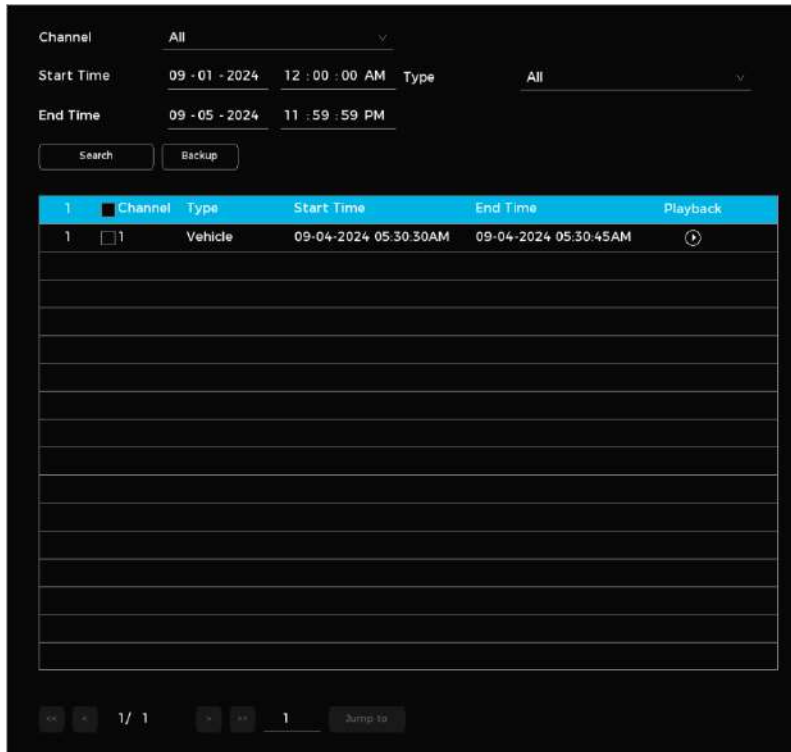 Channel All
Start Time 09 - 01 - 2024 12 : 00 : 00 AM Type All
End Time 09 - 05 - 2024 11 : 59 : 59 PM
Search Backup
1 Channel Type Start Time End Time Playback
1 1 Vehicle 09-04-2024 05:30:30AM 09-04-2024 05:30:45AM
<< < 1/ 1 > >> 1 Jump to